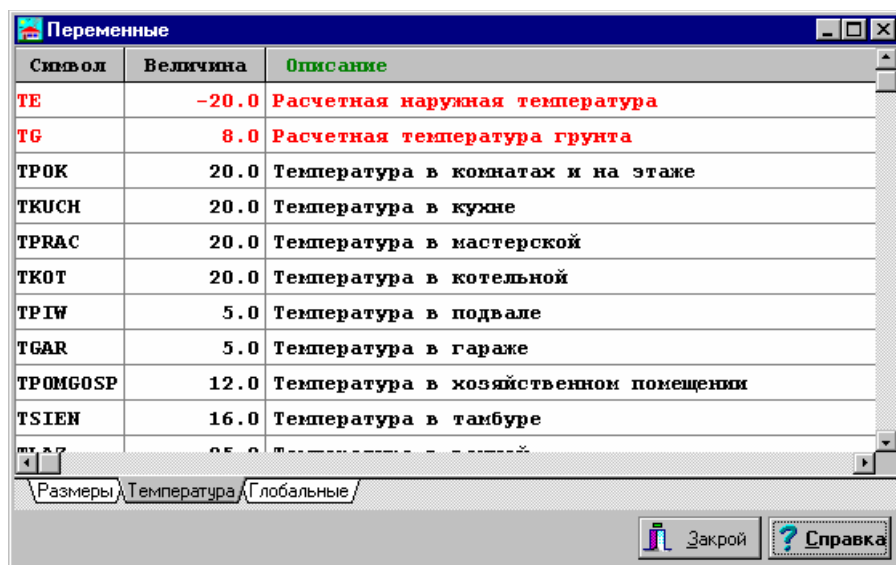 Переменные
Символ Величина Описание
TE -20.0 Расчетная наружная температура
TG 8.0 Расчетная температура грунта
TPOK 20.0 Температура в комнатах и на этаже
TKUCH 20.0 Температура в кухне
TPRAC 20.0 Температура в мастерской
TKOT 20.0 Температура в котельной
TPIW 5.0 Температура в подвале
TGAR 5.0 Температура в гараже
TPOMGOSP 12.0 Температура в хозяйственном помещении
TSIEN 16.0 Температура в тамбуре
Размеры Температура Глобальные
Закрой Справка